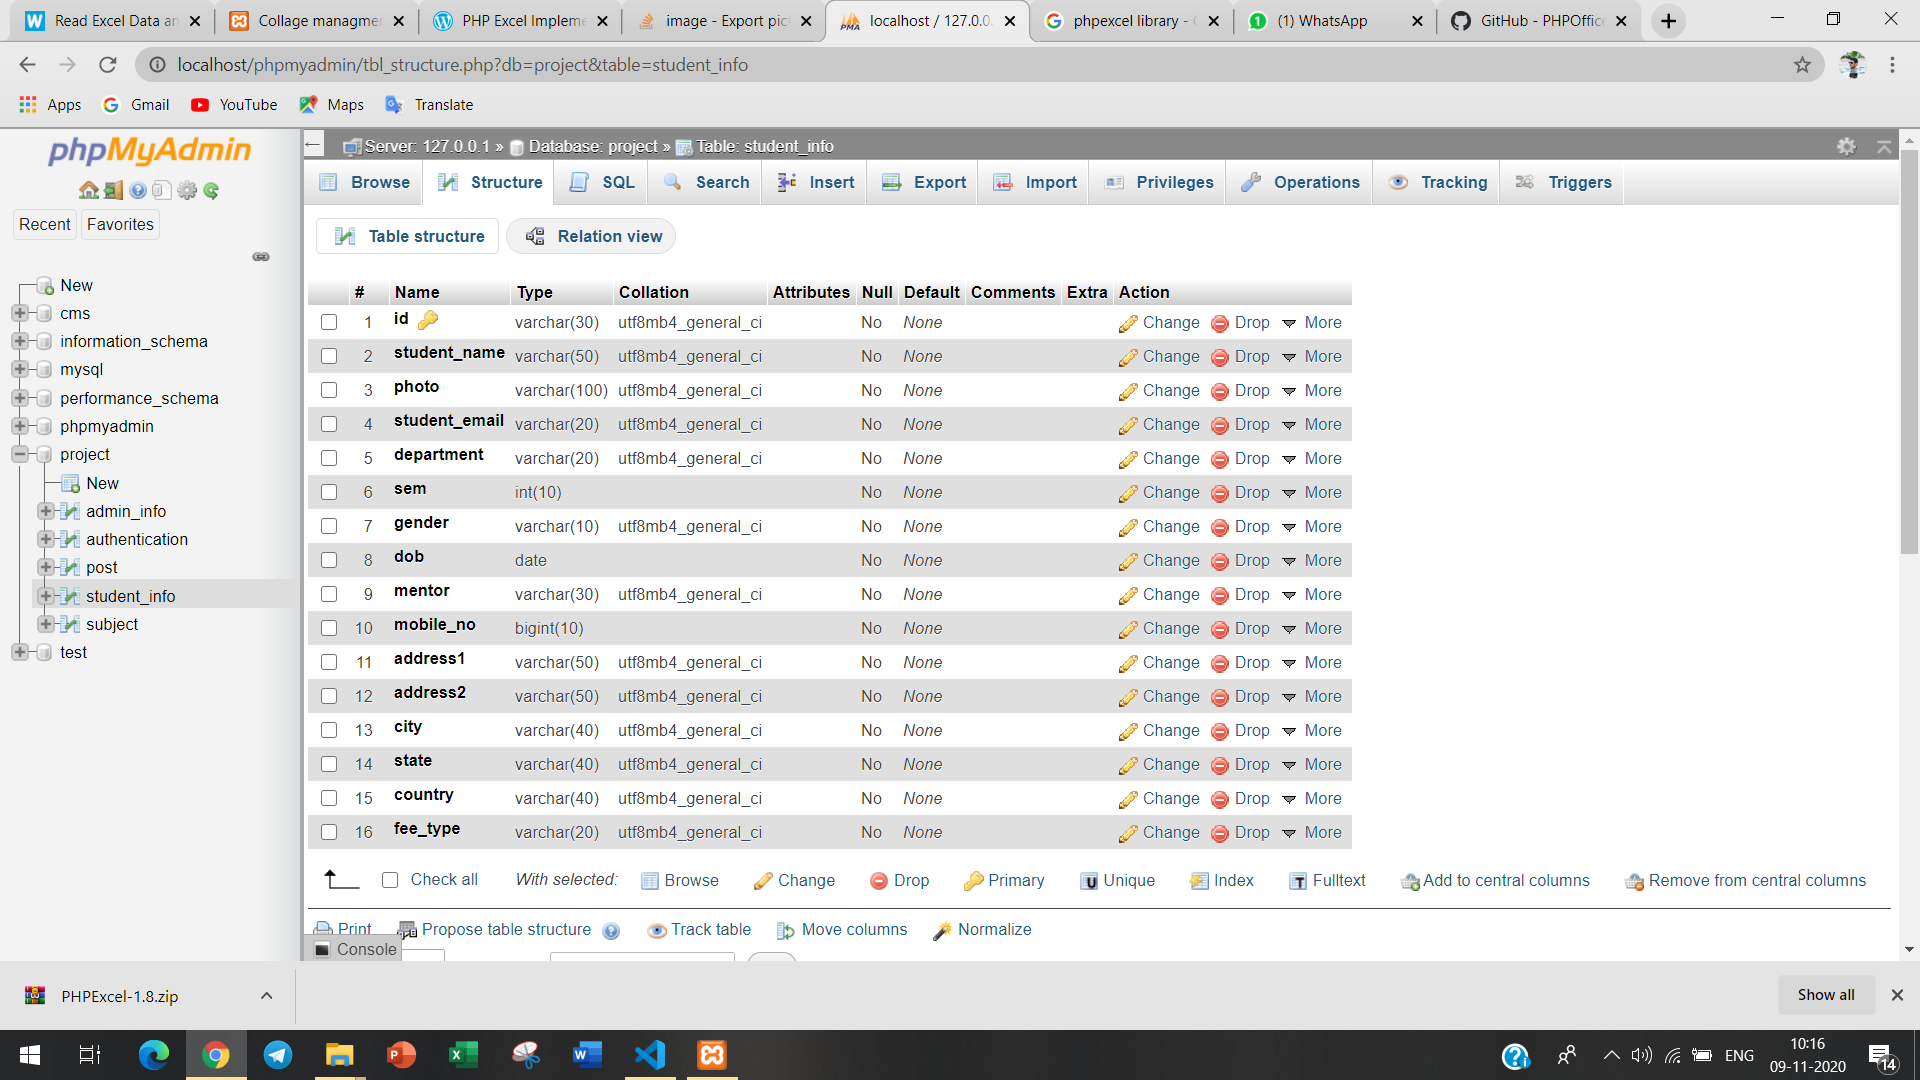 Read Excel Data an
Collage managmer
PHP Excel Impleme
image - Export pic
localhost / 127.0.0.
phpexcel library - G
(1) WhatsApp
GitHub - PHPOffice
localhost/phpmyadmin/tbl_structure.php?db=project&table=student_info
Apps Gmail YouTube Maps Translate
phpMyAdmin
Recent Favorites
New
cms
information_schema
mysql
performance_schema
phpmyadmin
project
New
admin_info
authentication
post
student_info
subject
test
Server: 127.0.0.1 » Database: project » Table: student_info
Browse Structure SQL Search Insert Export Import Privileges Operations Tracking Triggers
Table structure Relation view
# Name Type Collation Attributes Null Default Comments Extra Action
1 id varchar(30) utf8mb4_general_ci No None Change Drop More
2 student_name varchar(50) utf8mb4_general_ci No None Change Drop More
3 photo varchar(100) utf8mb4_general_ci No None Change Drop More
4 student_email varchar(20) utf8mb4_general_ci No None Change Drop More
5 department varchar(20) utf8mb4_general_ci No None Change Drop More
6 sem int(10) No None Change Drop More
7 gender varchar(10) utf8mb4_general_ci No None Change Drop More
8 dob date No None Change Drop More
9 mentor varchar(30) utf8mb4_general_ci No None Change Drop More
10 mobile_no bigint(10) No None Change Drop More
11 address1 varchar(50) utf8mb4_general_ci No None Change Drop More
12 address2 varchar(50) utf8mb4_general_ci No None Change Drop More
13 city varchar(40) utf8mb4_general_ci No None Change Drop More
14 state varchar(40) utf8mb4_general_ci No None Change Drop More
15 country varchar(40) utf8mb4_general_ci No None Change Drop More
16 fee_type varchar(20) utf8mb4_general_ci No None Change Drop More
Check all With selected: Browse Change Drop Primary Unique Index Fulltext Add to central columns Remove from central columns
Print Propose table structure Track table Move columns Normalize
Console
PHPExcel-1.8.zip
Show all
ENG
10:16
09-11-2020
14